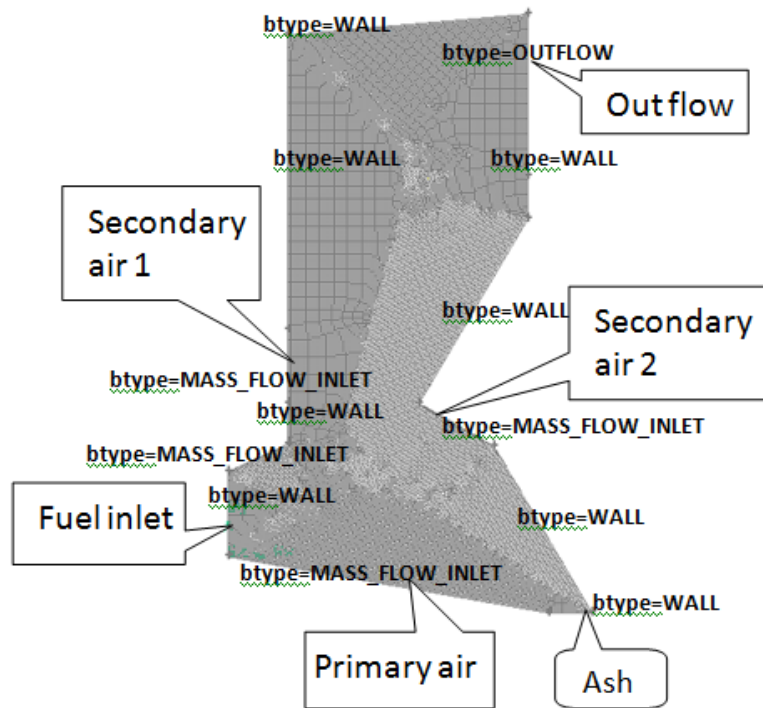 btype=WALL
btype=OUTFLOW
Out flow
btype=WALL
btype=WALL
Secondary
air 1
btype=WALL
Secondary
air 2
btype=MASS_FLOW_INLET
btype=WALL
btype=MASS_FLOW_INLET
btype=MASS_FLOW_INLET
btype=WALL
Fuel inlet
btype=WALL
btype=MASS_FLOW_INLET
btype=WALL
Primary air
Ash